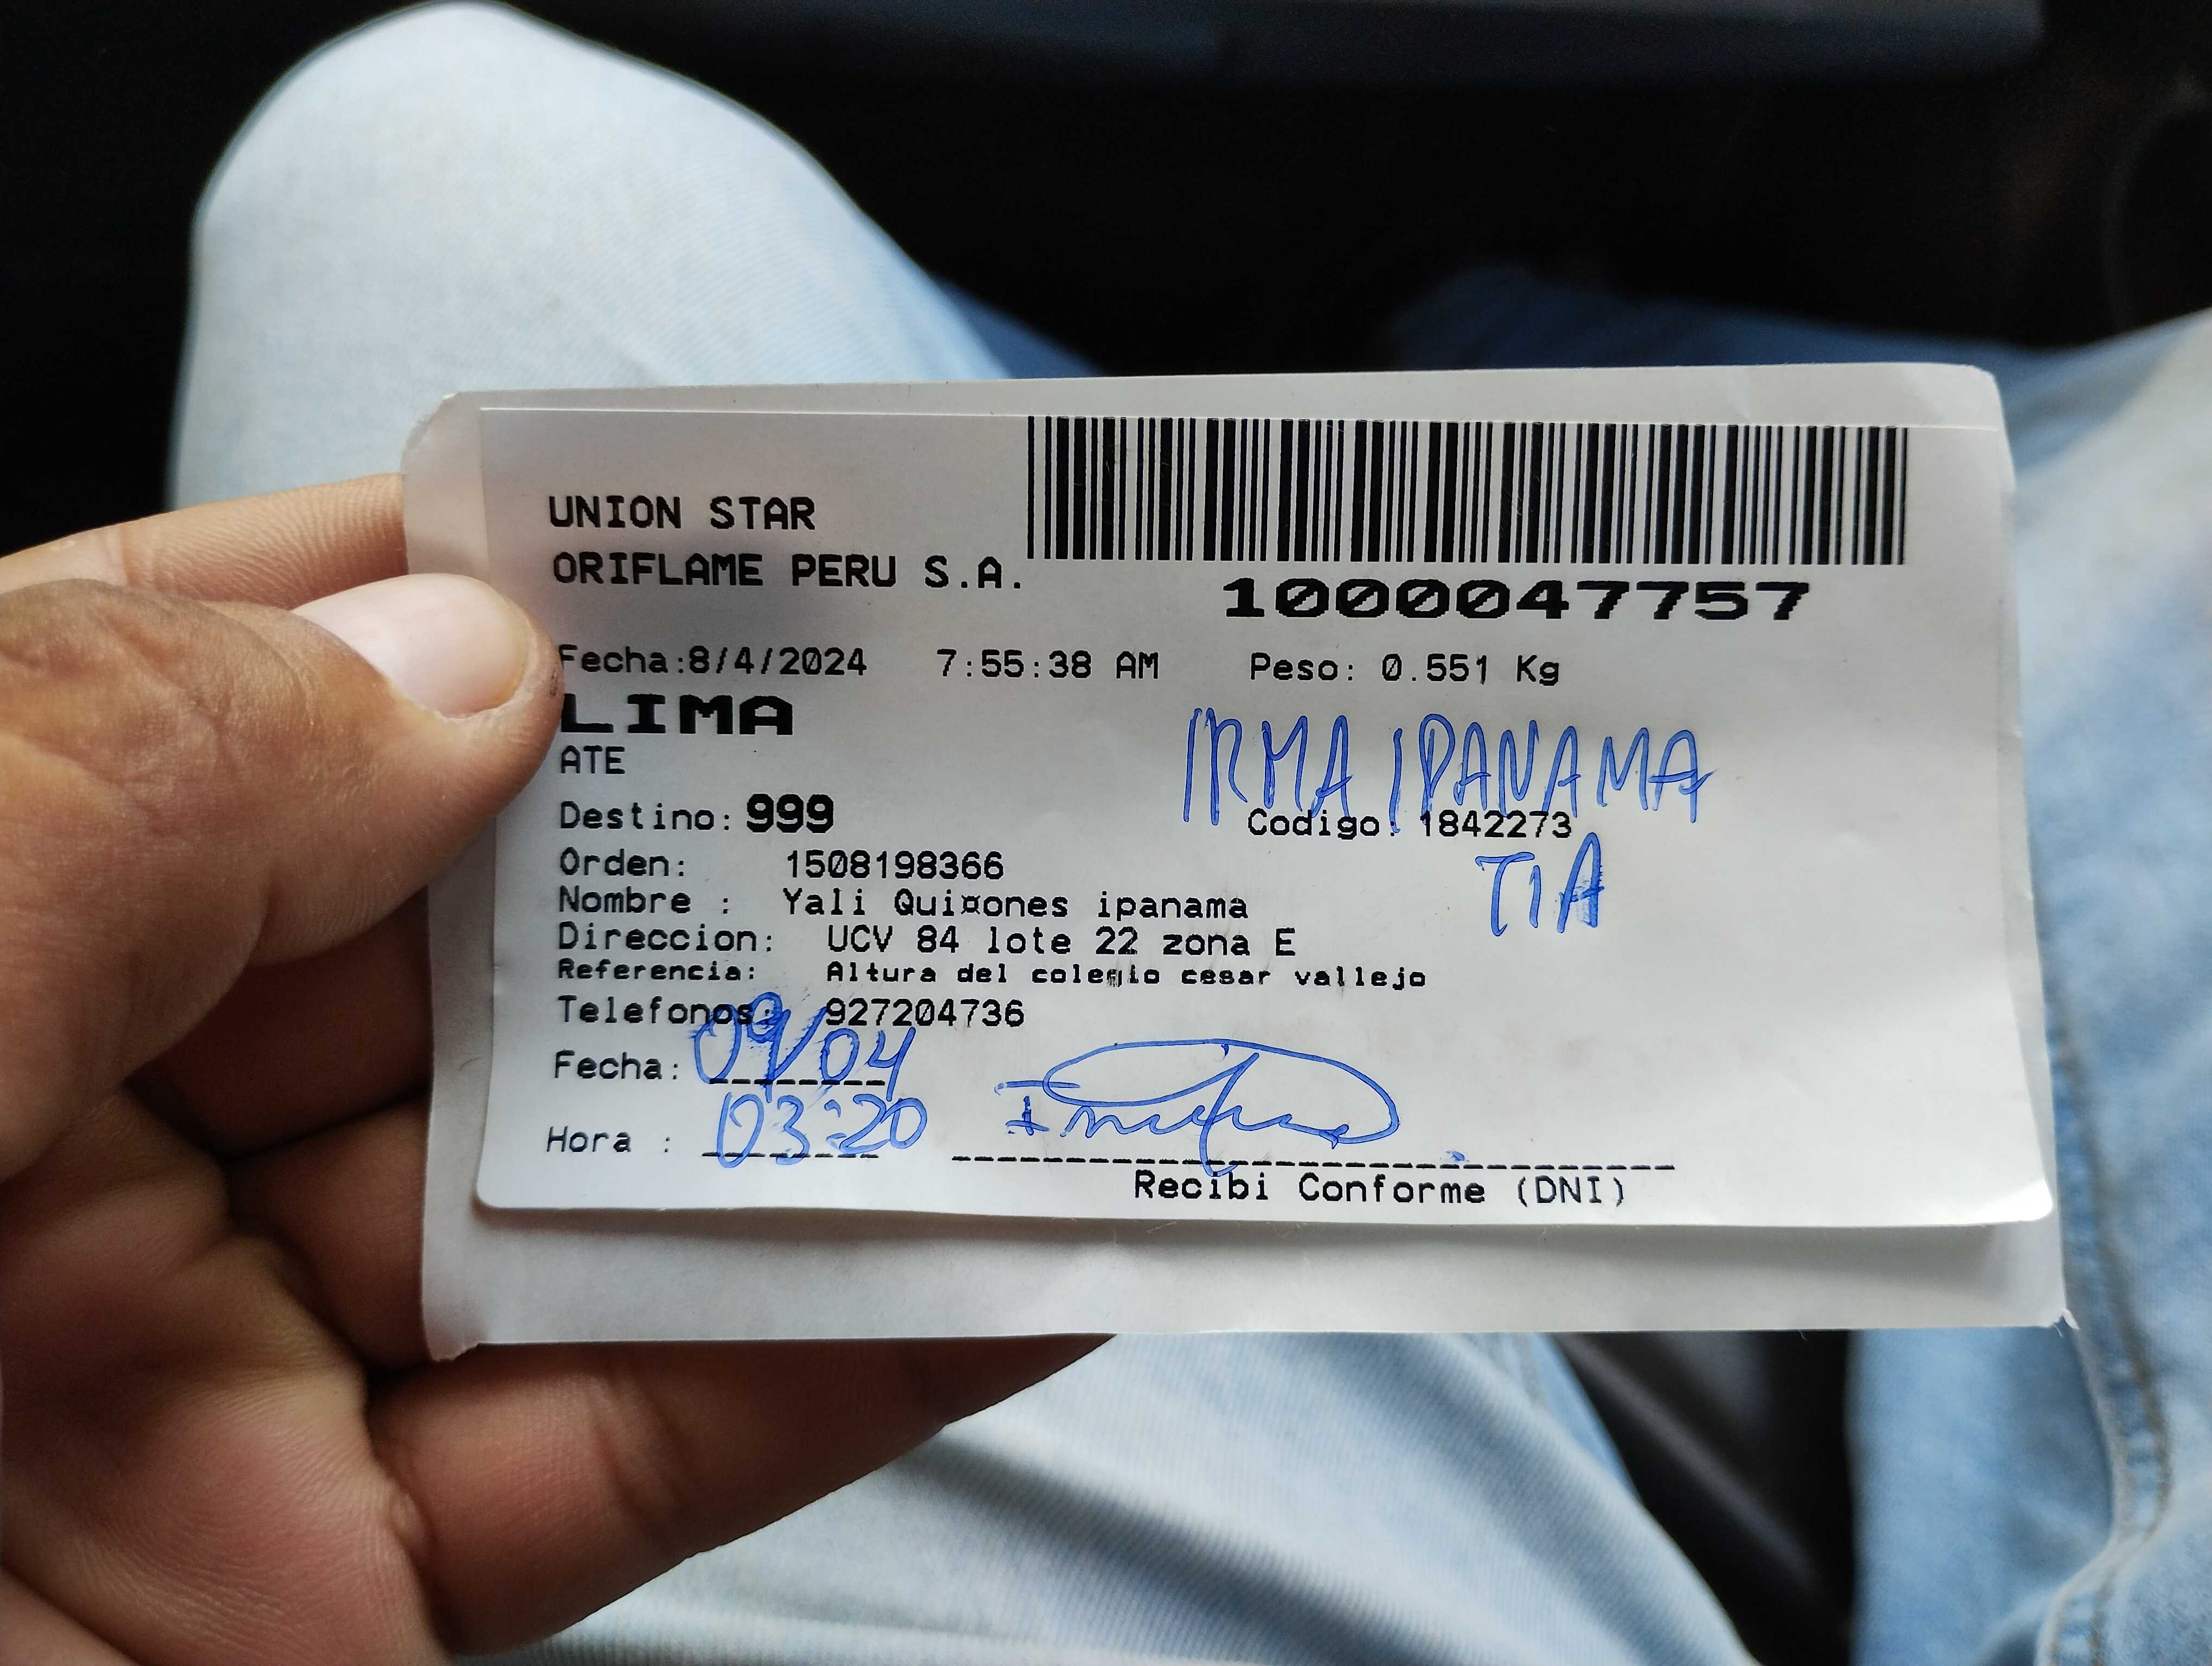 UNION STAR
ORIFLAME PERU S.A.
1000047757
Fecha:8/4/2024 7:55:38 AM Peso: 0.551 Kg
LIMA
ATE
IRMA IPANAMA
Destino: 999 Codigo: 1842273
TIA
Orden: 1508198366
Nombre : Yali Qui¤ones ipanama
Direccion: UCV 84 lote 22 zona E
Referencia: Altura del colegio cesar vallejo
Telefonos: 927204736
Fecha: 09/04
Hora : 03:20
Recibi Conforme (DNI)